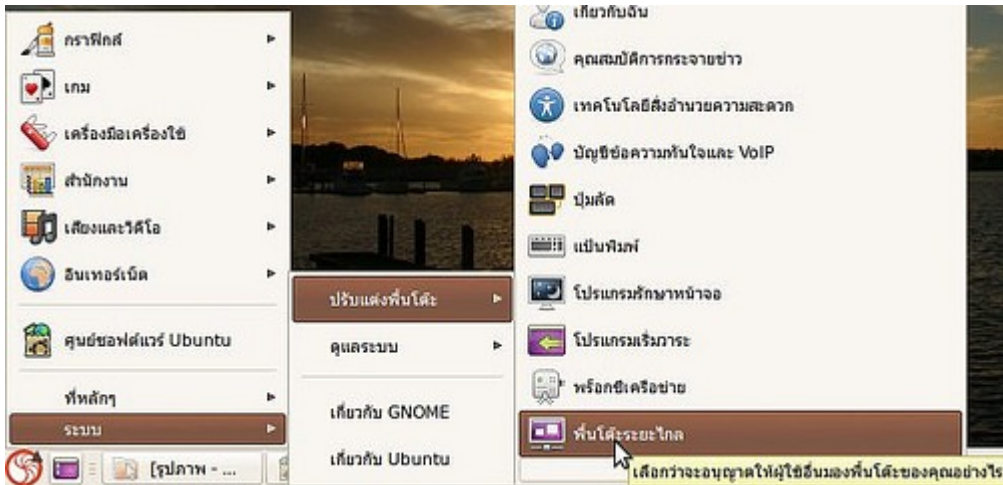 กราฟิกส์
เกม
เครื่องมือเครื่องใช้
สำนักงาน
เสียงและวิดีโอ
อินเทอร์เน็ต
ศูนย์ซอฟต์แวร์ Ubuntu
ที่หลักๆ
ระบบ
[รูปภาพ - ...
ปรับแต่งพื้นโต๊ะ
ดูแลระบบ
เกี่ยวกับ GNOME
เกี่ยวกับ Ubuntu
เกี่ยวกับฉัน
คุณสมบัติการกระจายข่าว
เทคโนโลยีสิ่งอำนวยความสะดวก
บัญชีข้อความทันใจและ VoIP
ปุ่มลัด
แป้นพิมพ์
โปรแกรมรักษาหน้าจอ
โปรแกรมเริ่มวาระ
พร็อกซีเครือข่าย
พื้นโต๊ะระยะไกล
เลือกว่าจะอนุญาตให้ผู้ใช้อื่นมองพื้นโต๊ะของคุณอย่างไร